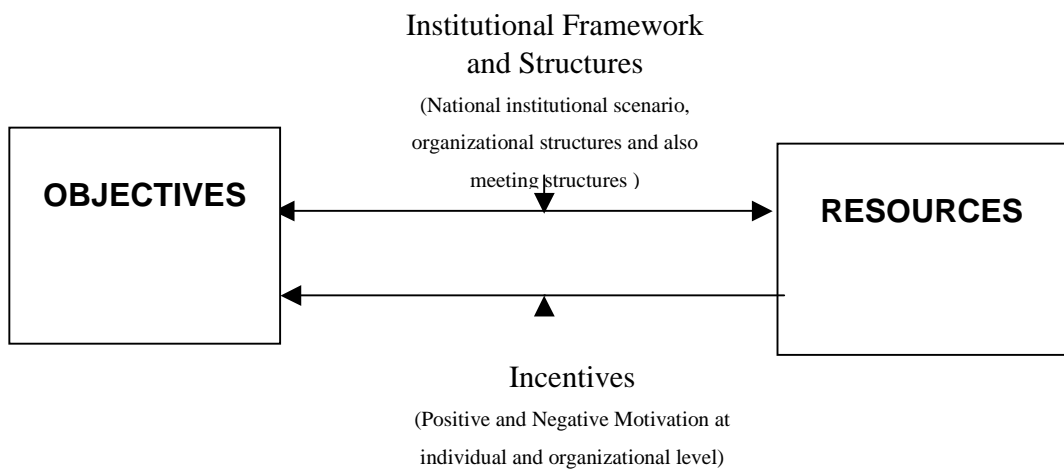 Institutional Framework
and Structures
(National institutional scenario,
organizational structures and also
meeting structures )
OBJECTIVES
RESOURCES
Incentives
(Positive and Negative Motivation at
individual and organizational level)